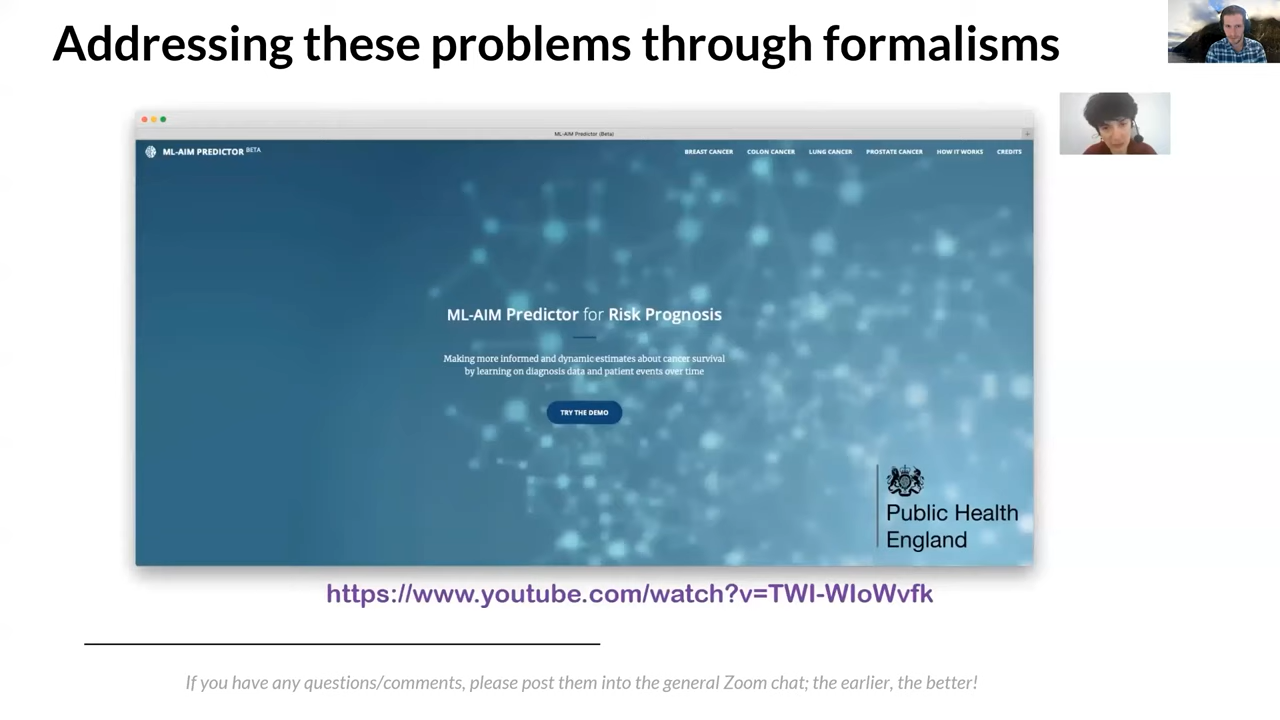 Addressing these problems through formalisms
ML-AIM Predictor (Beta)
ML-AIM PREDICTOR BETA
BREAST CANCER COLON CANCER LUNG CANCER PROSTATE CANCER HOW IT WORKS CREDITS
ML-AIM Predictor for Risk Prognosis
Making more informed and dynamic estimates about cancer survival
by learning on diagnosis data and patient events over time
TRY THE DEMO
Public Health
England
https://www.youtube.com/watch?v=TWI-WIoWvfk
If you have any questions/comments, please post them into the general Zoom chat; the earlier, the better!